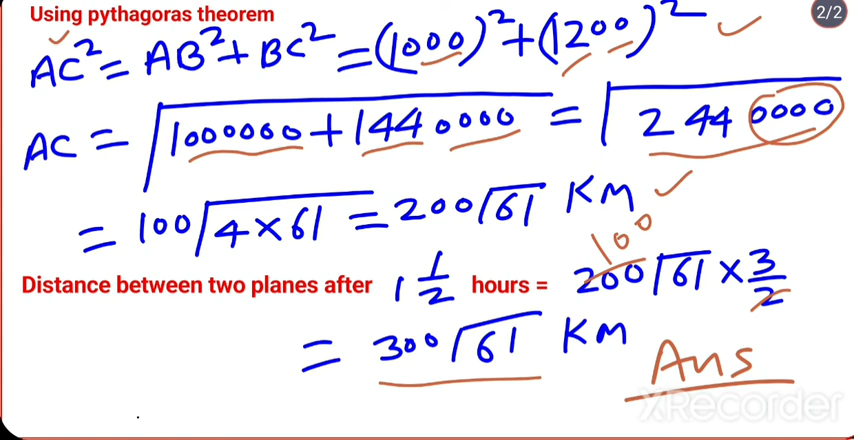 Using pythagoras theorem
2/2
AC² = AB² + BC² = (1000)² + (1200)²
AC = √1000000 + 1440000 = √2440000
= 100√4 × 61 = 200√61 KM
100
Distance between two planes after 1 1/2 hours = 200√61 × 3/2
= 300√61 KM
Ans
XRecorder